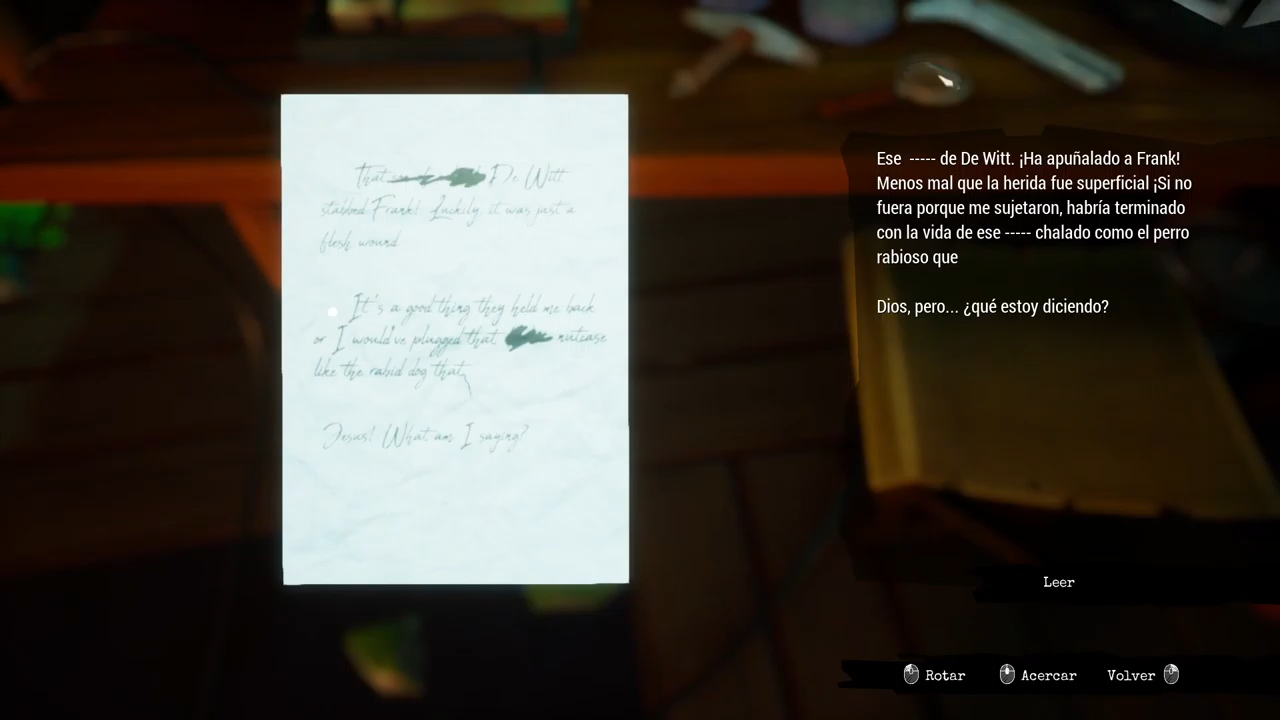 That De Witt
stabbed Frank! Luckily, it was just a
flesh wound.
It's a good thing they held me back
or I would've plugged that nutcase
like the rabid dog that
Jesus! What am I saying?
Ese ----- de De Witt. ¡Ha apuñalado a Frank!
Menos mal que la herida fue superficial ¡Si no
fuera porque me sujetaron, habría terminado
con la vida de ese ----- chalado como el perro
rabioso que
Dios, pero... ¿qué estoy diciendo?
Leer
Rotar
Acercar
Volver